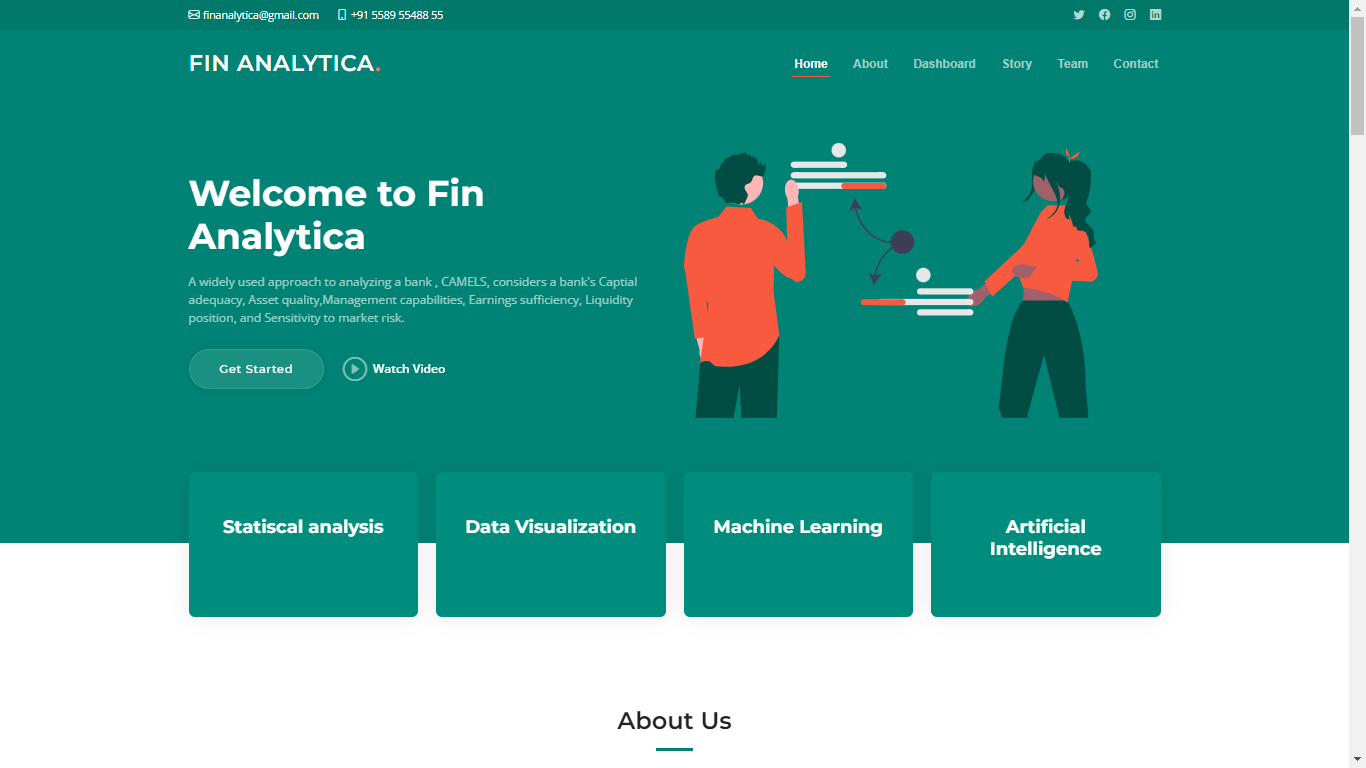 finanalytica@gmail.com +91 5589 55488 55
FIN ANALYTICA.
Home About Dashboard Story Team Contact
Welcome to Fin
Analytica
A widely used approach to analyzing a bank , CAMELS, considers a bank's Captial
adequacy, Asset quality,Management capabilities, Earnings sufficiency, Liquidity
position, and Sensitivity to market risk.
Get Started Watch Video
Statiscal analysis
Data Visualization
Machine Learning
Artificial
Intelligence
About Us